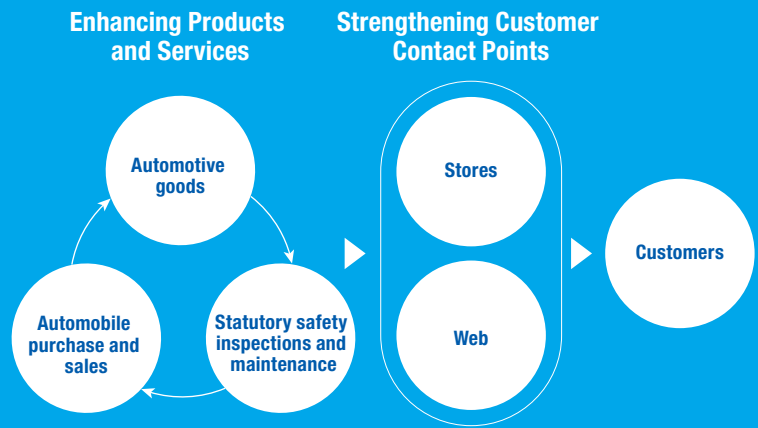 Enhancing Products
and Services
Strengthening Customer
Contact Points
Automotive
goods
Automobile
purchase and
sales
Statutory safety
inspections and
maintenance
Stores
Web
Customers